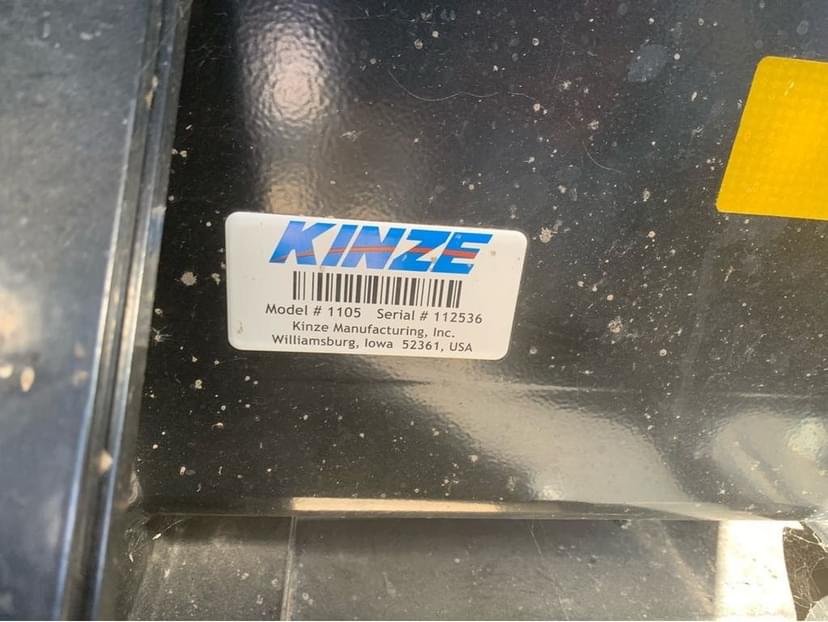 KINZE
Model # 1105 Serial # 112536
Kinze Manufacturing, Inc.
Williamsburg, Iowa 52361, USA